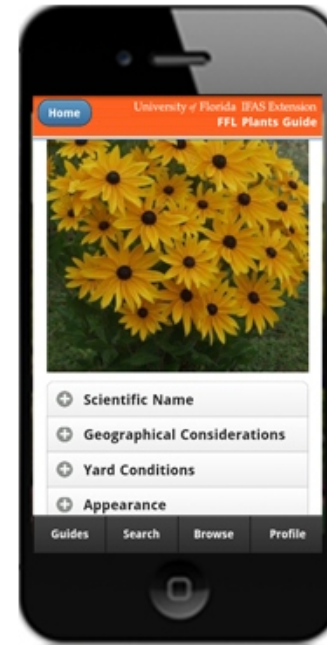 Home
University of Florida IFAS Extension
FFL Plants Guide
Scientific Name
Geographical Considerations
Yard Conditions
Appearance
Guides Search Browse Profile